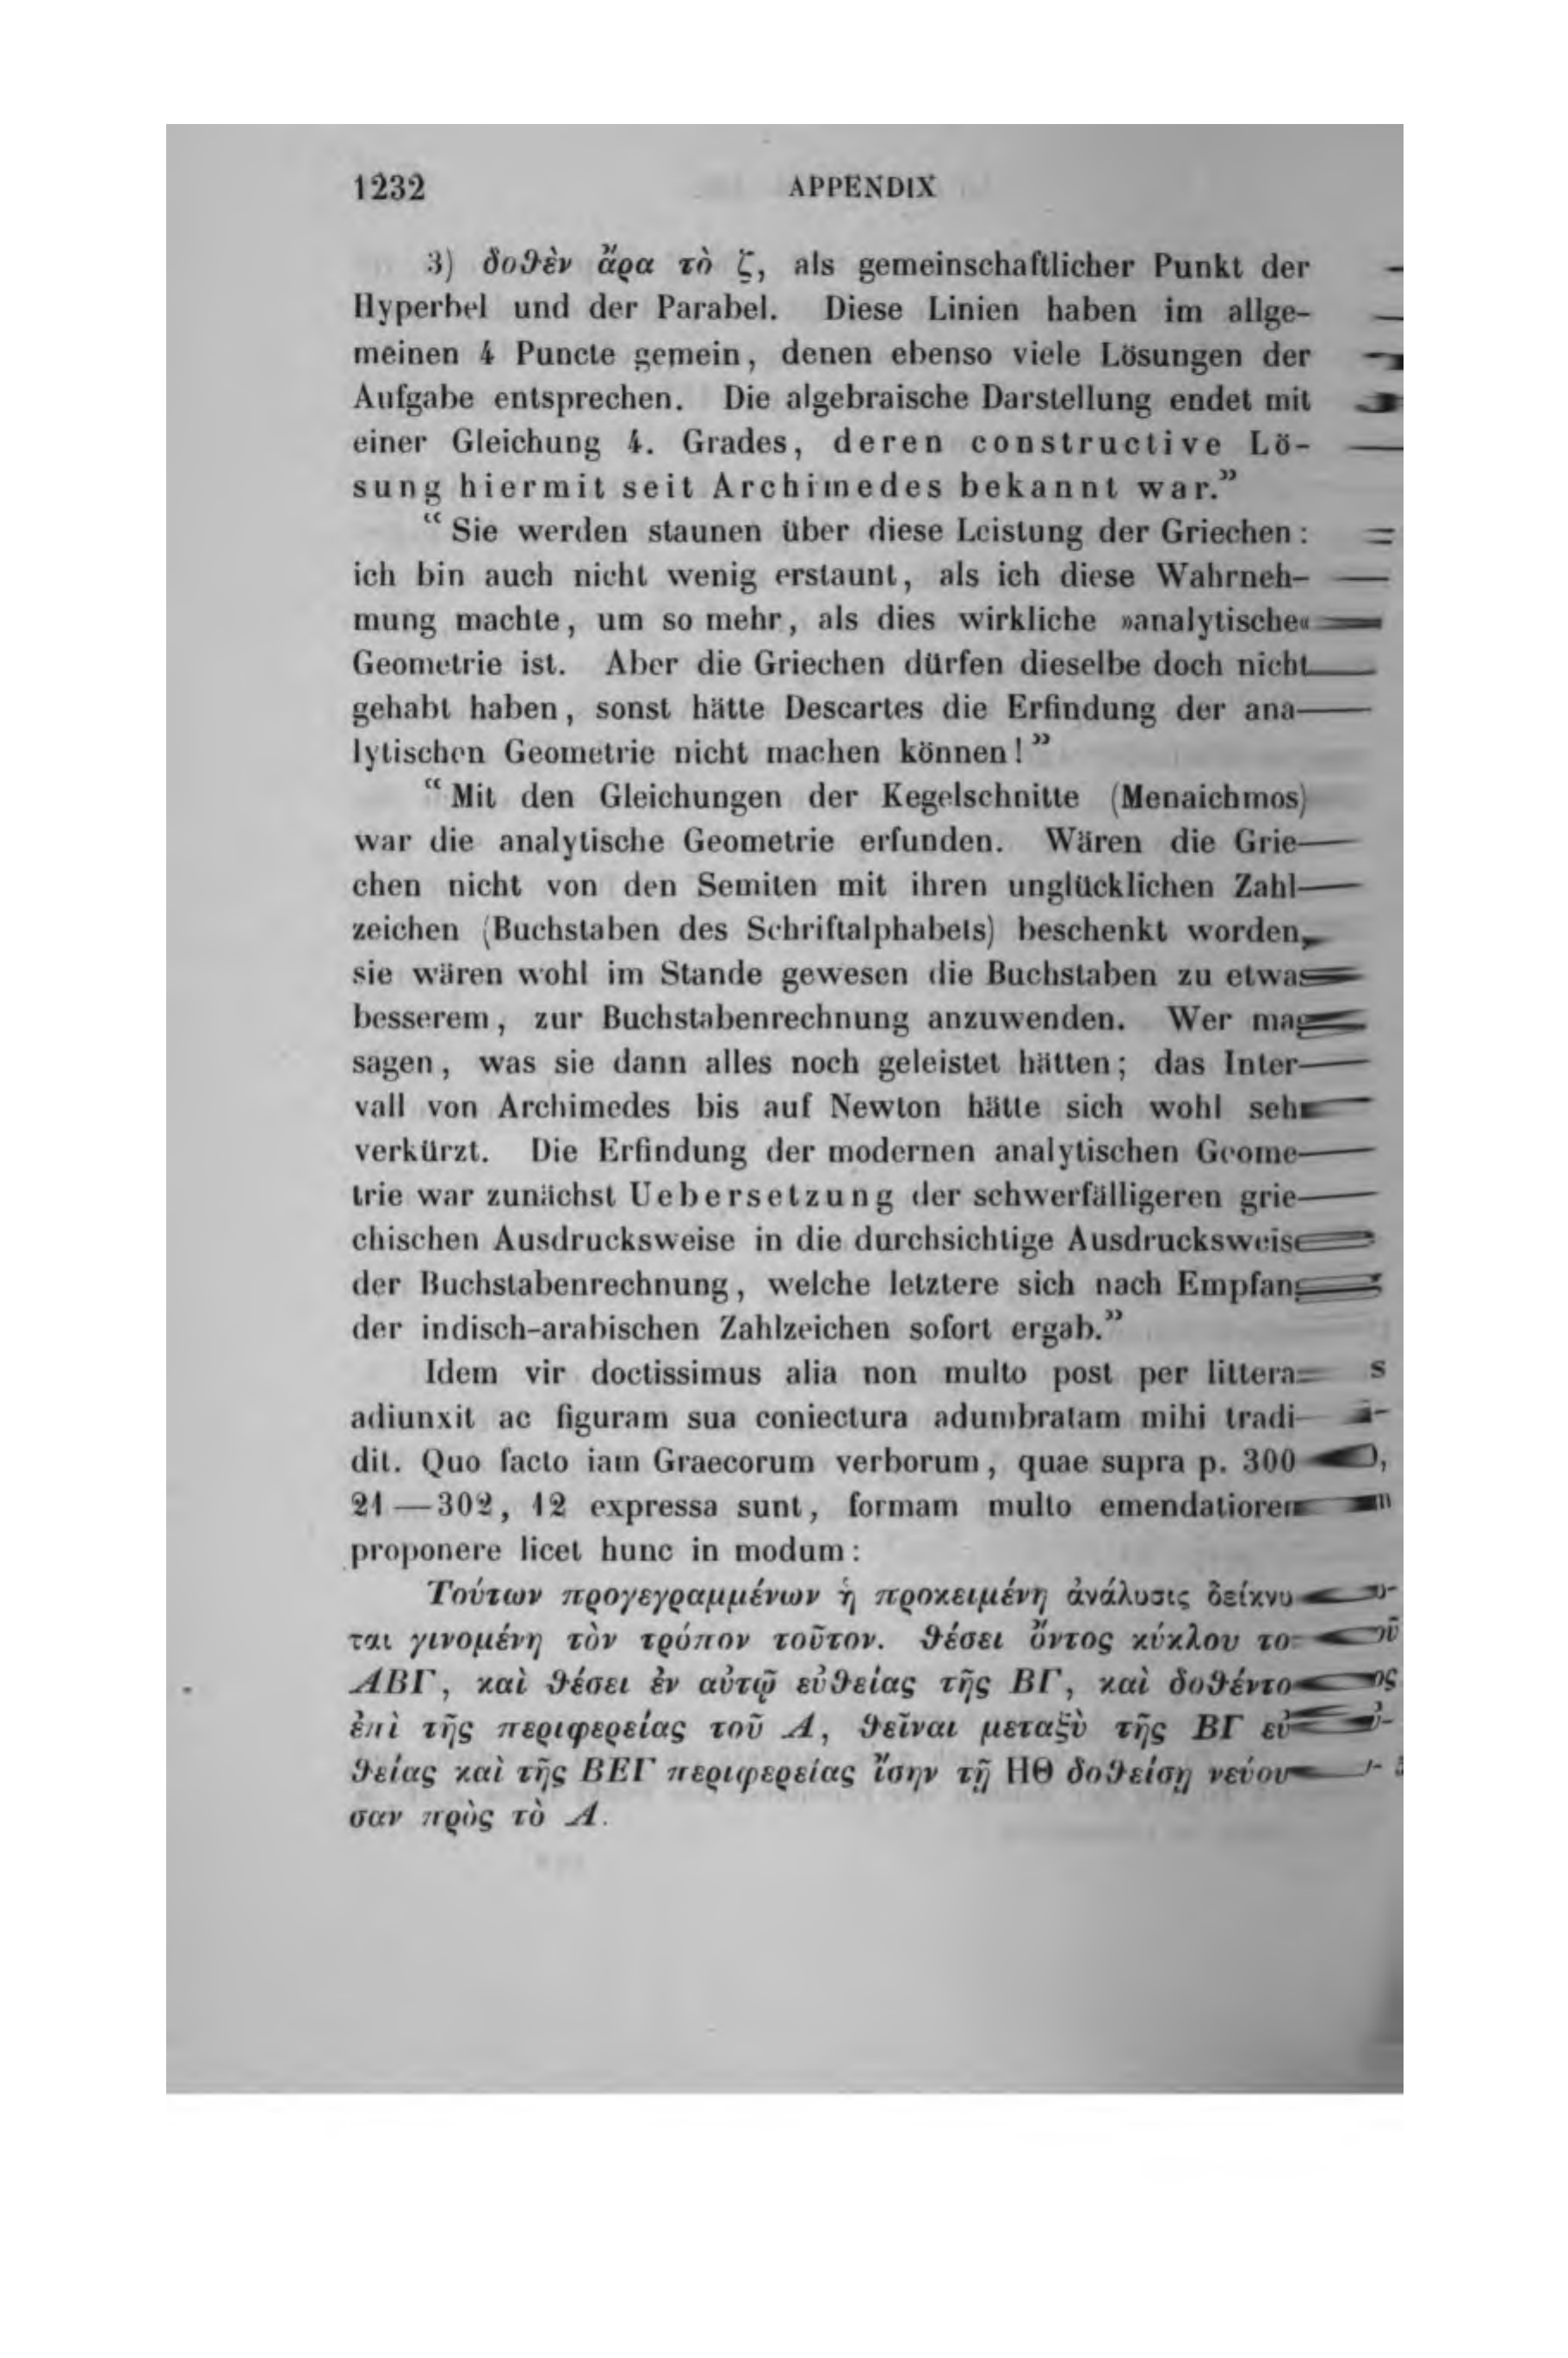 1232 APPENDIX
3) δοθὲν ἄρα τὸ ζ, als gemeinschaftlicher Punkt der
Hyperbel und der Parabel. Diese Linien haben im allge-
meinen 4 Puncte gemein, denen ebenso viele Lösungen der
Aufgabe entsprechen. Die algebraische Darstellung endet mit
einer Gleichung 4. Grades, deren constructive Lö-
sung hiermit seit Archimedes bekannt war.”
“Sie werden staunen über diese Leistung der Griechen:
ich bin auch nicht wenig erstaunt, als ich diese Wahrneh-
mung machte, um so mehr, als dies wirkliche »analytische«
Geometrie ist. Aber die Griechen dürfen dieselbe doch nicht
gehabt haben, sonst hätte Descartes die Erfindung der ana-
lytischen Geometrie nicht machen können!”
“Mit den Gleichungen der Kegelschnitte (Menaichmos)
war die analytische Geometrie erfunden. Wären die Grie-
chen nicht von den Semiten mit ihren unglücklichen Zahl-
zeichen (Buchstaben des Schriftalphabets) beschenkt worden,
sie wären wohl im Stande gewesen die Buchstaben zu etwas
besserem, zur Buchstabenrechnung anzuwenden. Wer mag
sagen, was sie dann alles noch geleistet hätten; das Inter-
vall von Archimedes bis auf Newton hätte sich wohl sehr
verkürzt. Die Erfindung der modernen analytischen Geome-
trie war zunächst Uebersetzung der schwerfälligeren grie-
chischen Ausdrucksweise in die durchsichtige Ausdrucksweise
der Buchstabenrechnung, welche letztere sich nach Empfang
der indisch-arabischen Zahlzeichen sofort ergab.”
Idem vir doctissimus alia non multo post per litteras
adiunxit ac figuram sua coniectura adumbratam mihi tradi-
dit. Quo facto iam Graecorum verborum, quae supra p. 300,
21—302, 12 expressa sunt, formam multo emendatiorem
proponere licet hunc in modum:
Τούτων προγεγραμμένων ἡ προκειμένη ἀνάλυσις δείκνυ-
ται γινομένη τὸν τρόπον τοῦτον. θέσει ὄντος κύκλου τοῦ
ΑΒΓ, καὶ θέσει ἐν αὐτῷ εὐθείας τῆς ΒΓ, καὶ δοθέντος
ἐπὶ τῆς περιφερείας τοῦ Α, θεῖναι μεταξὺ τῆς ΒΓ εὐ-
θείας καὶ τῆς ΒΕΓ περιφερείας ἴσην τῇ ΗΘ δοθείσῃ νεύου-
σαν πρὸς τὸ Α.